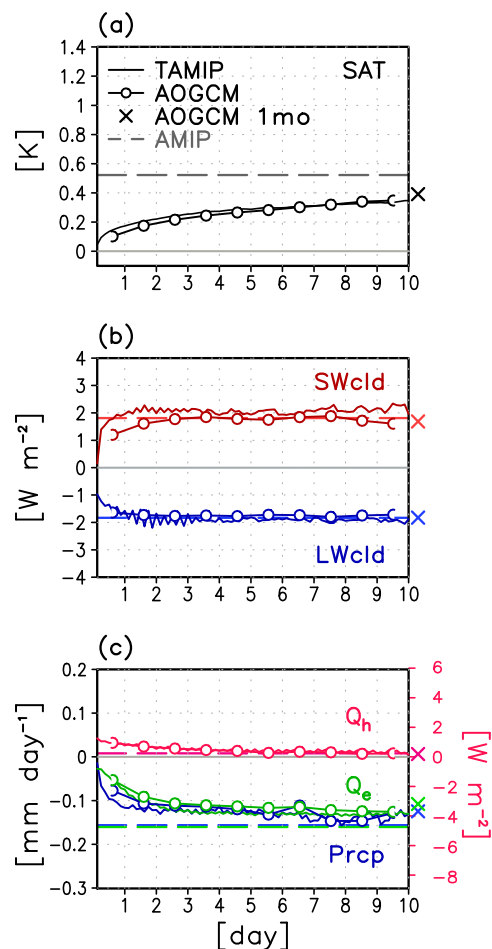 (a)
1.4
1.2
1
0.8
0.6
0.4
0.2
0
[K]
TAMIP
AOGCM
AOGCM 1mo
AMIP
SAT
1 2 3 4 5 6 7 8 9 10
(b)
4
3
2
1
0
-1
-2
-3
-4
[W m⁻²]
SWcld
LWcld
1 2 3 4 5 6 7 8 9 10
(c)
0.2
0.1
0
-0.1
-0.2
-0.3
[mm day⁻¹]
Qh
Qe
Prcp
6
4
2
0
-2
-4
-6
-8
[W m⁻²]
1 2 3 4 5 6 7 8 9 10
[day]